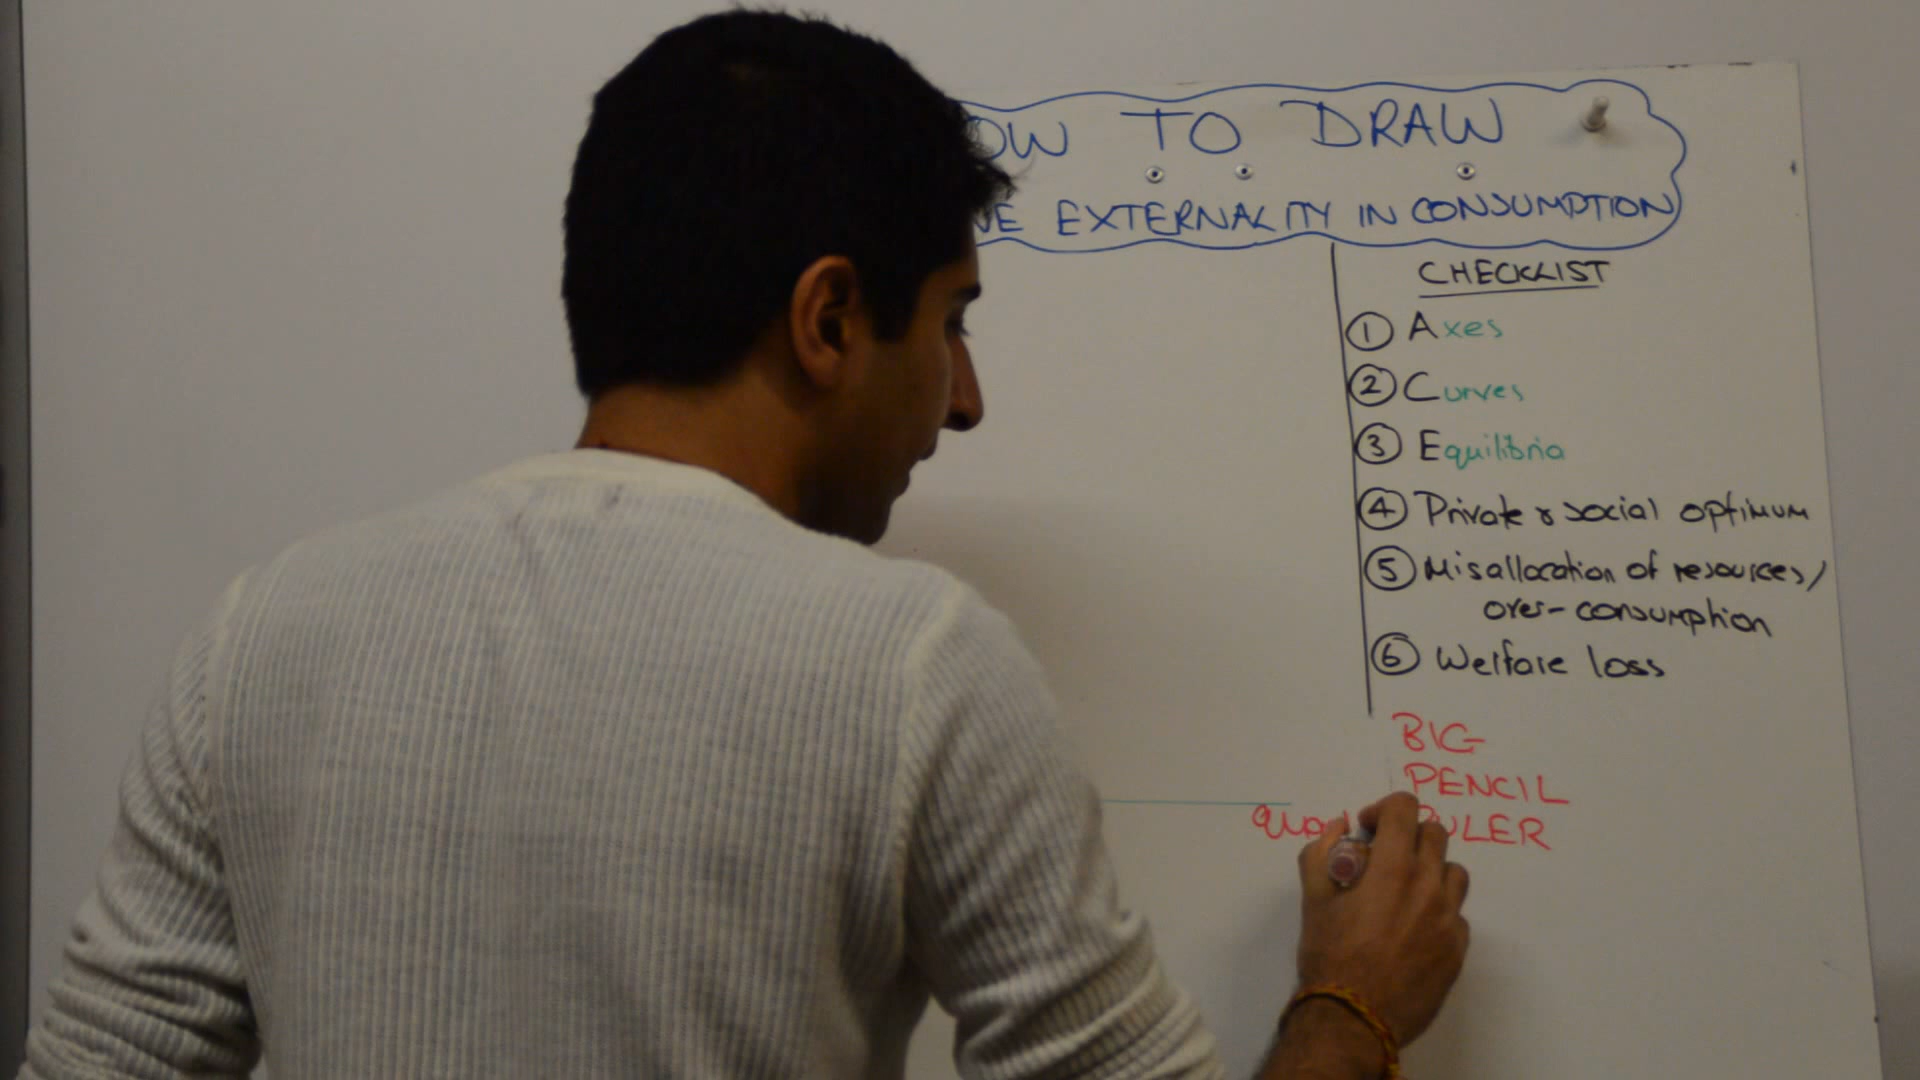 OW TO DRAW
VE EXTERNALITY IN CONSUMPTION
CHECKLIST
① Axes
② Curves
③ Equilibria
④ Private & social optimum
⑤ Misallocation of resources/
over-consumption
⑥ Welfare loss
BIG
PENCIL
RULER